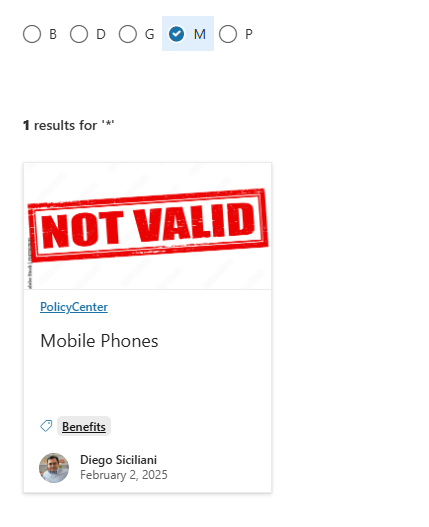 B D G M P
1 results for '*'
NOT VALID
PolicyCenter
Mobile Phones
Benefits
Diego Siciliani
February 2, 2025